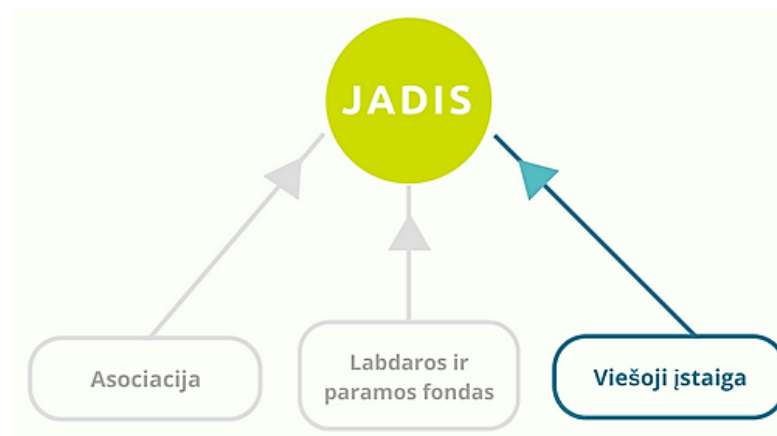 JADIS
Asociacija
Labdaros ir
paramos fondas
Viešoji įstaiga